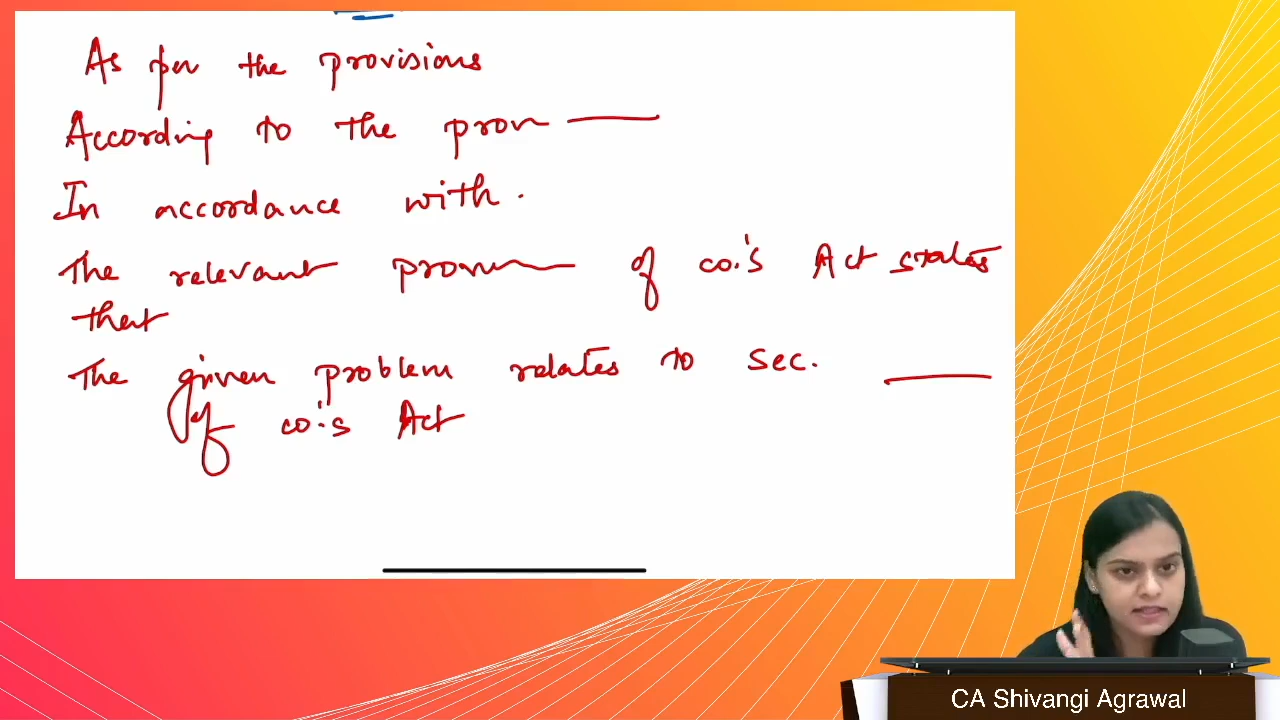 As per the provisions
According to the prov
In accordance with.
The relevant prov of co.'s Act states
that
The given problem relates to sec.
of co.'s Act
CA Shivangi Agrawal